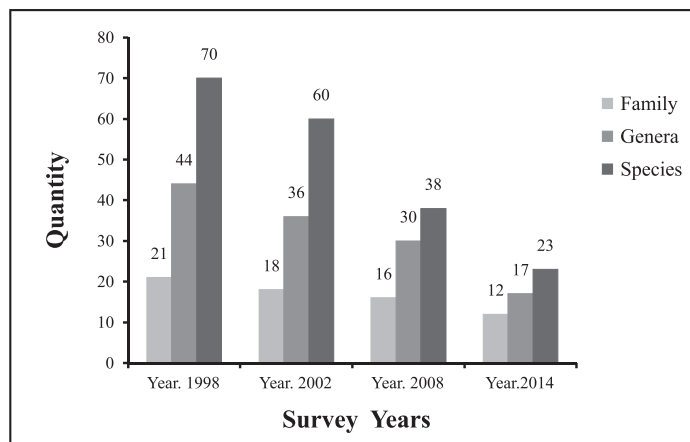 80
70
60
50
40
30
20
10
0
Quantity
21
44
70
18
36
60
16
30
38
12
17
23
Year. 1998
Year. 2002
Year. 2008
Year.2014
Survey Years
Family
Genera
Species